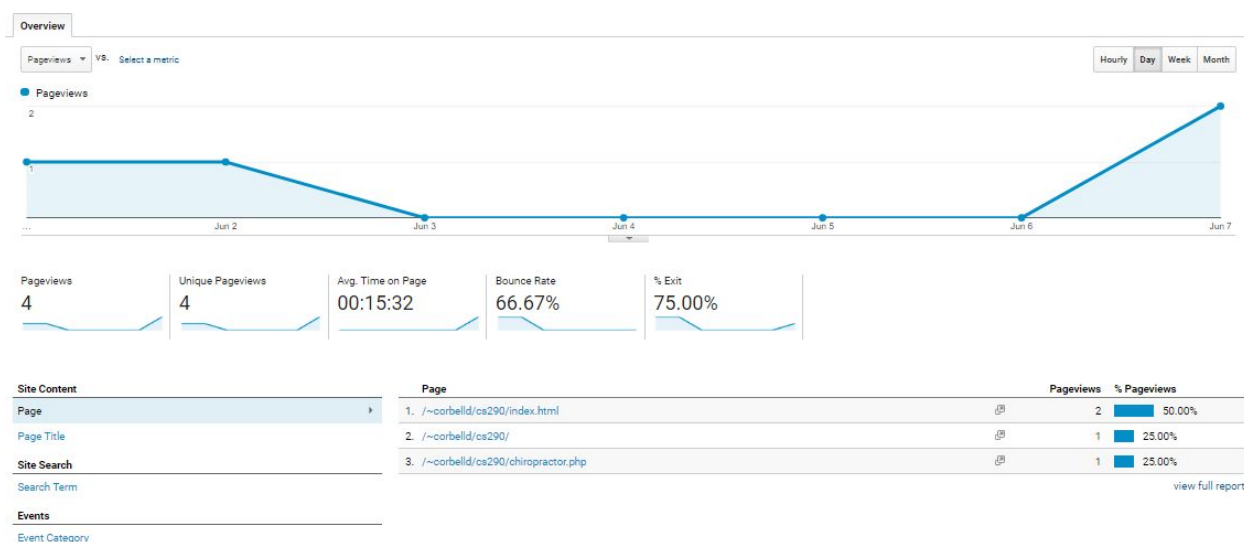 Overview
Pageviews VS. Select a metric
Hourly Day Week Month
Pageviews
2
1
... Jun 2 Jun 3 Jun 4 Jun 5 Jun 6 Jun 7
Pageviews Unique Pageviews Avg. Time on Page Bounce Rate % Exit
4 4 00:15:32 66.67% 75.00%
Site Content
Page
Page Title
Site Search
Search Term
Events
Event Category
Page Pageviews % Pageviews
1. /~corbelld/cs290/index.html 2 50.00%
2. /~corbelld/cs290/ 1 25.00%
3. /~corbelld/cs290/chiropractor.php 1 25.00%
view full report